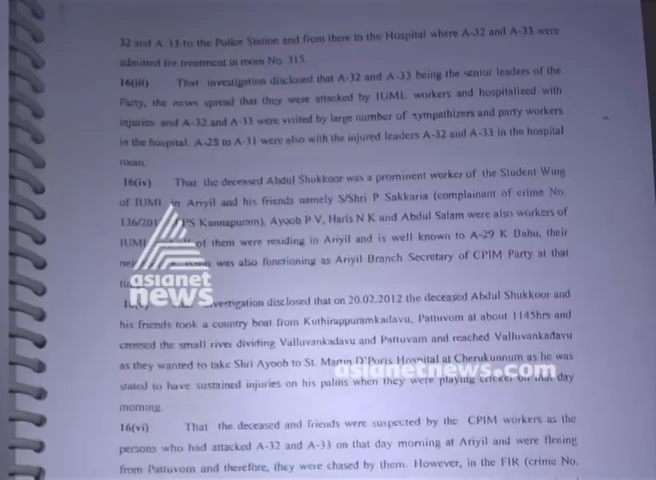 32 and A 33 to the Police Station and from there to the Hospital where A-32 and A-33 were
admitted for treatment in room No. 315.
16(iii) That investigation disclosed that A-32 and A-33 being the senior leaders of the
Party, the news spread that they were attacked by IUML workers and hospitalized with
injuries and A-32 and A-33 were visited by large number of sympathizers and party workers
in the hospital. A-28 to A-31 were also with the injured leaders A-32 and A-33 in the hospital
room.
16(iv) That the deceased Abdul Shukkoor was a prominent worker of the Student Wing
of IUML in Ariyil and his friends namely S/Shri P Sakkaria (complainant of crime No.
PS Kannapuram), Ayoob P V, Haris N K and Abdul Salam were also workers of
IUML of them were residing in Ariyil and is well known to A-29 K Babu, their
was also functioning as Ariyil Branch Secretary of CPIM Party at that
asianet
news
investigation disclosed that on 20.02.2012 the deceased Abdul Shukkoor and
his friends took a country boat from Kuthirappuramkadavu, Pattuvom at about 1145hrs and
crossed the small river dividing Valluvankadavu and Pattuvam and reached Valluvankadavu
as they wanted to take Shri Ayoob to St. Martin D'Poris Hospital at Cherukunnum as he was
asianetnews.com
stated to have sustained injuries on his palms when they were playing cricket on that day
morning.
16(vi) That the deceased and friends were suspected by the CPIM workers as the
persons who had attacked A-32 and A-33 on that day morning at Ariyil and were fleeing
from Pattuvom and therefore, they were chased by them. However, in the FIR (crime No.